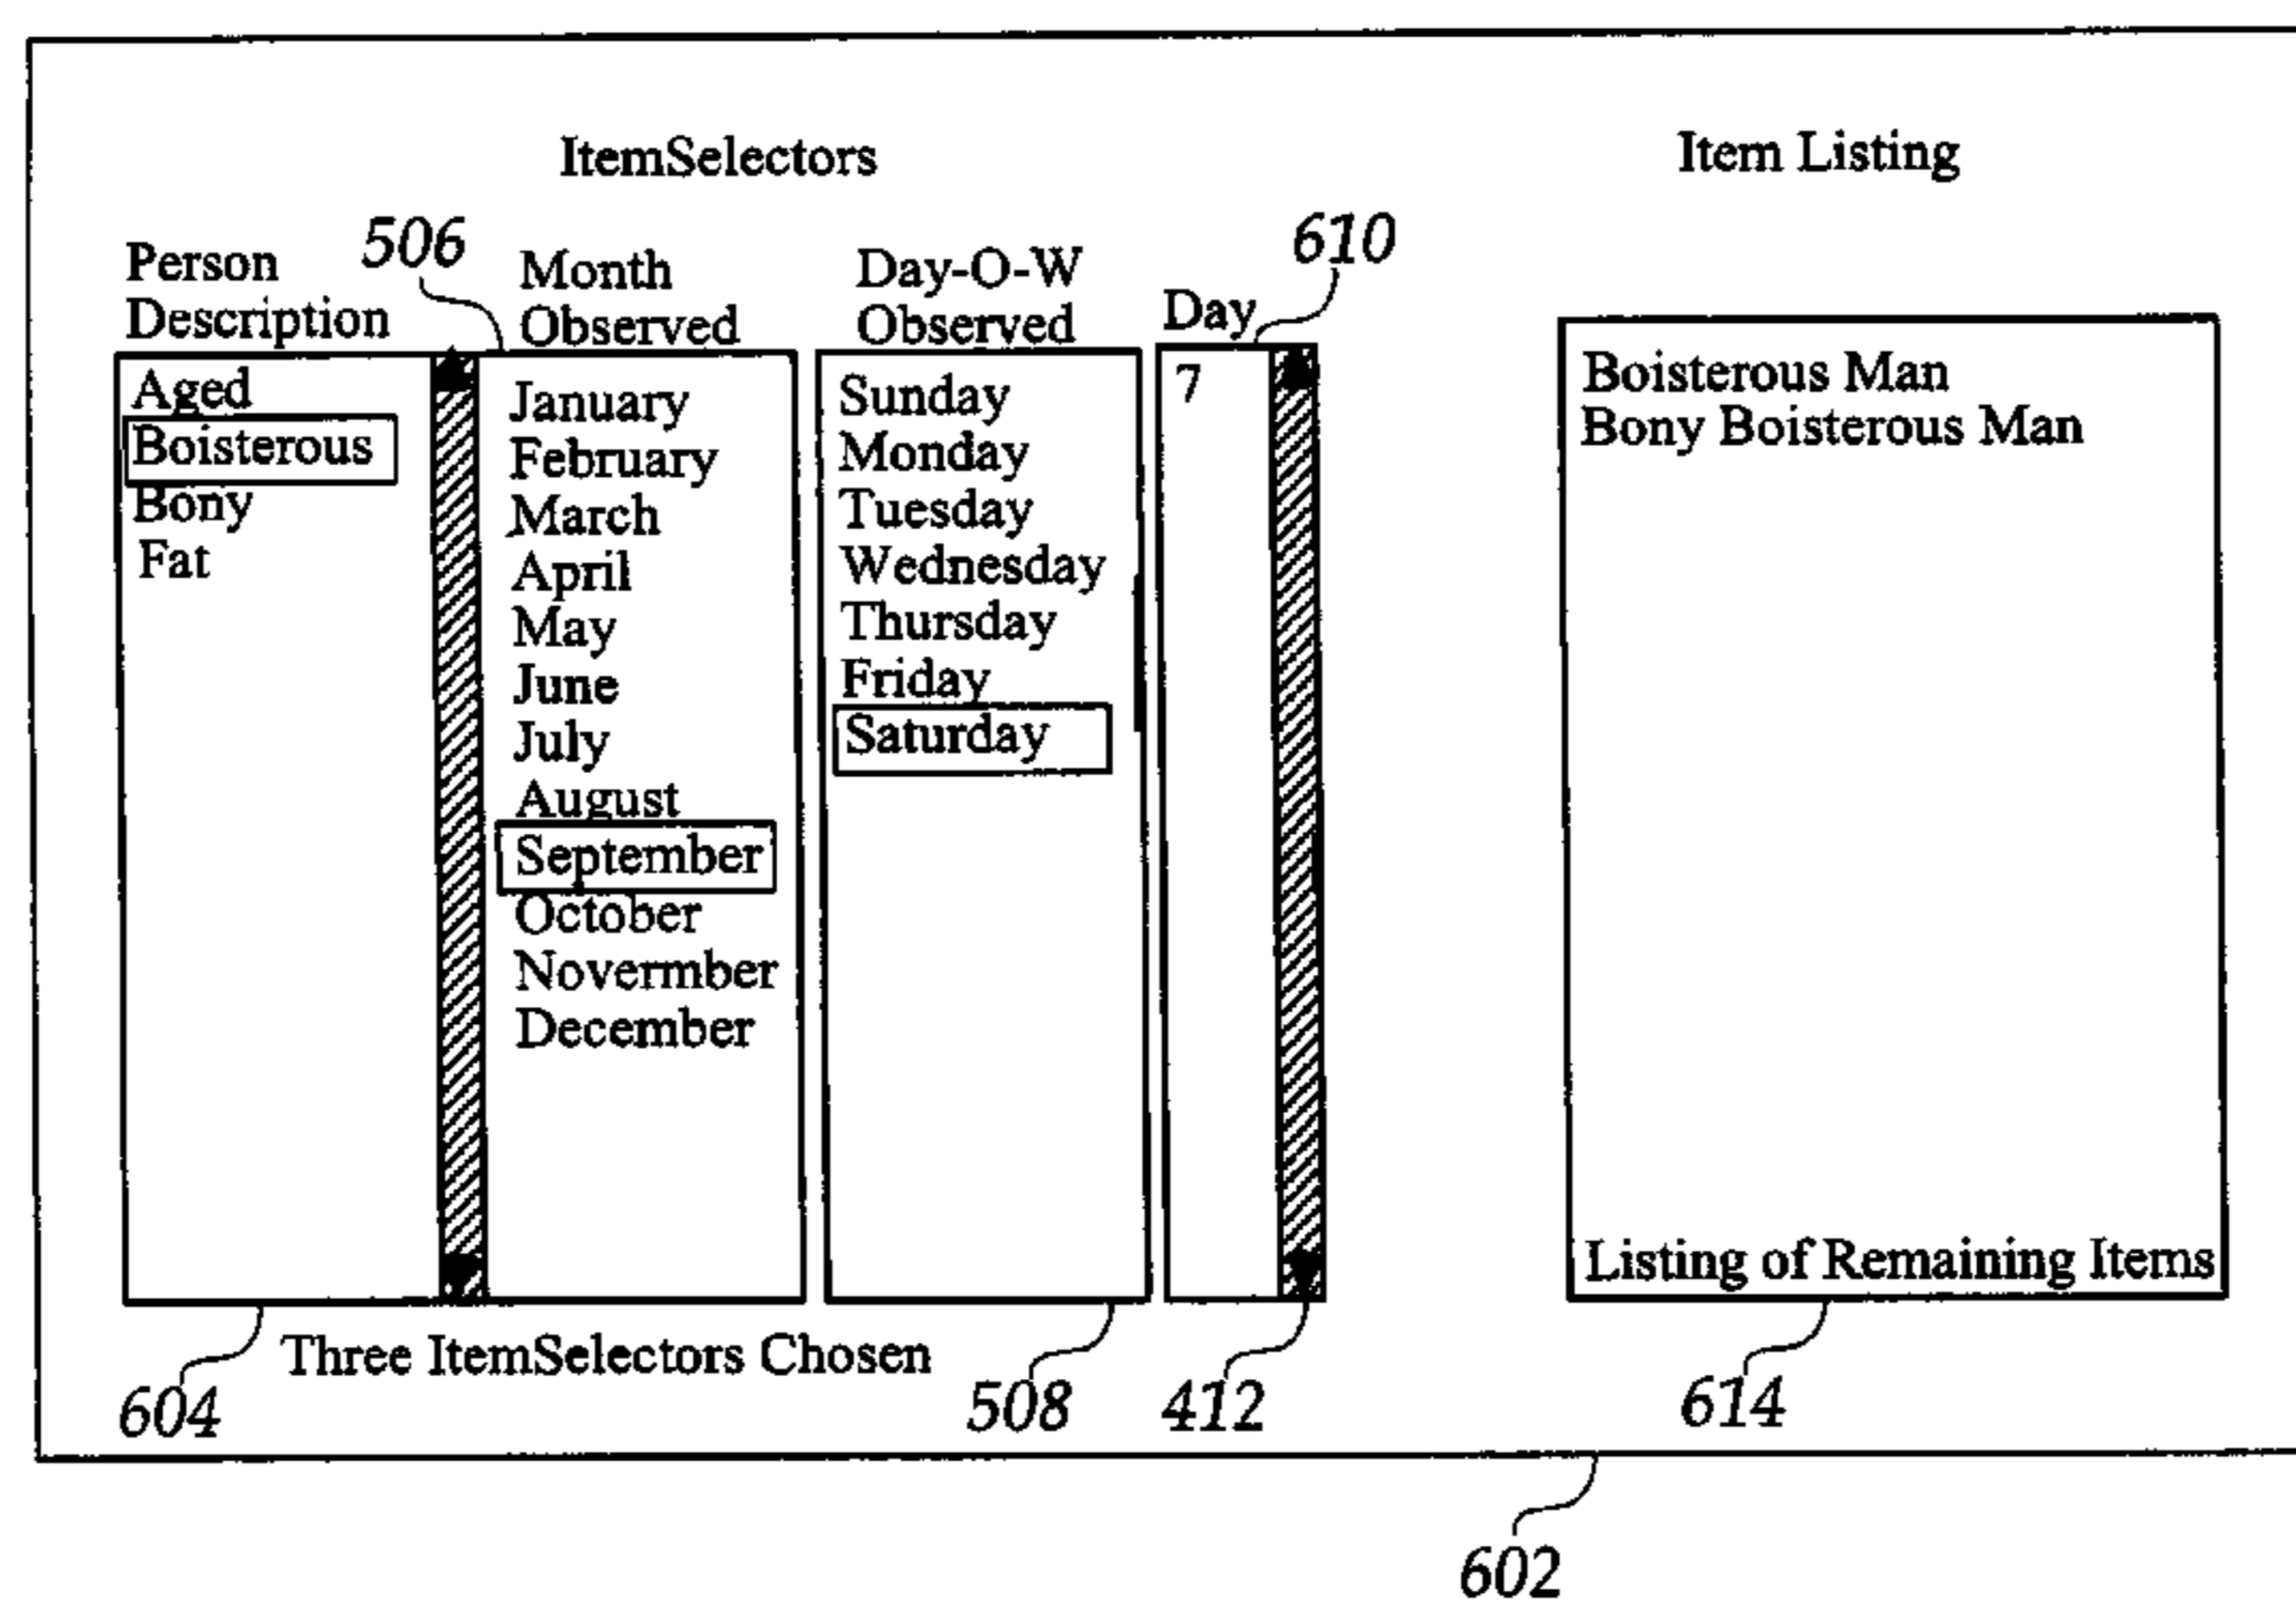 ItemSelectors
Item Listing
506
610
Person
Description
Month
Observed
Day-O-W
Observed
Day
Aged
Boisterous
Bony
Fat
January
February
March
April
May
June
July
August
September
October
Novermber
December
Sunday
Monday
Tuesday
Wednesday
Thursday
Friday
Saturday
7
Boisterous Man
Bony Boisterous Man
Listing of Remaining Items
Three ItemSelectors Chosen
604
508
412
614
602